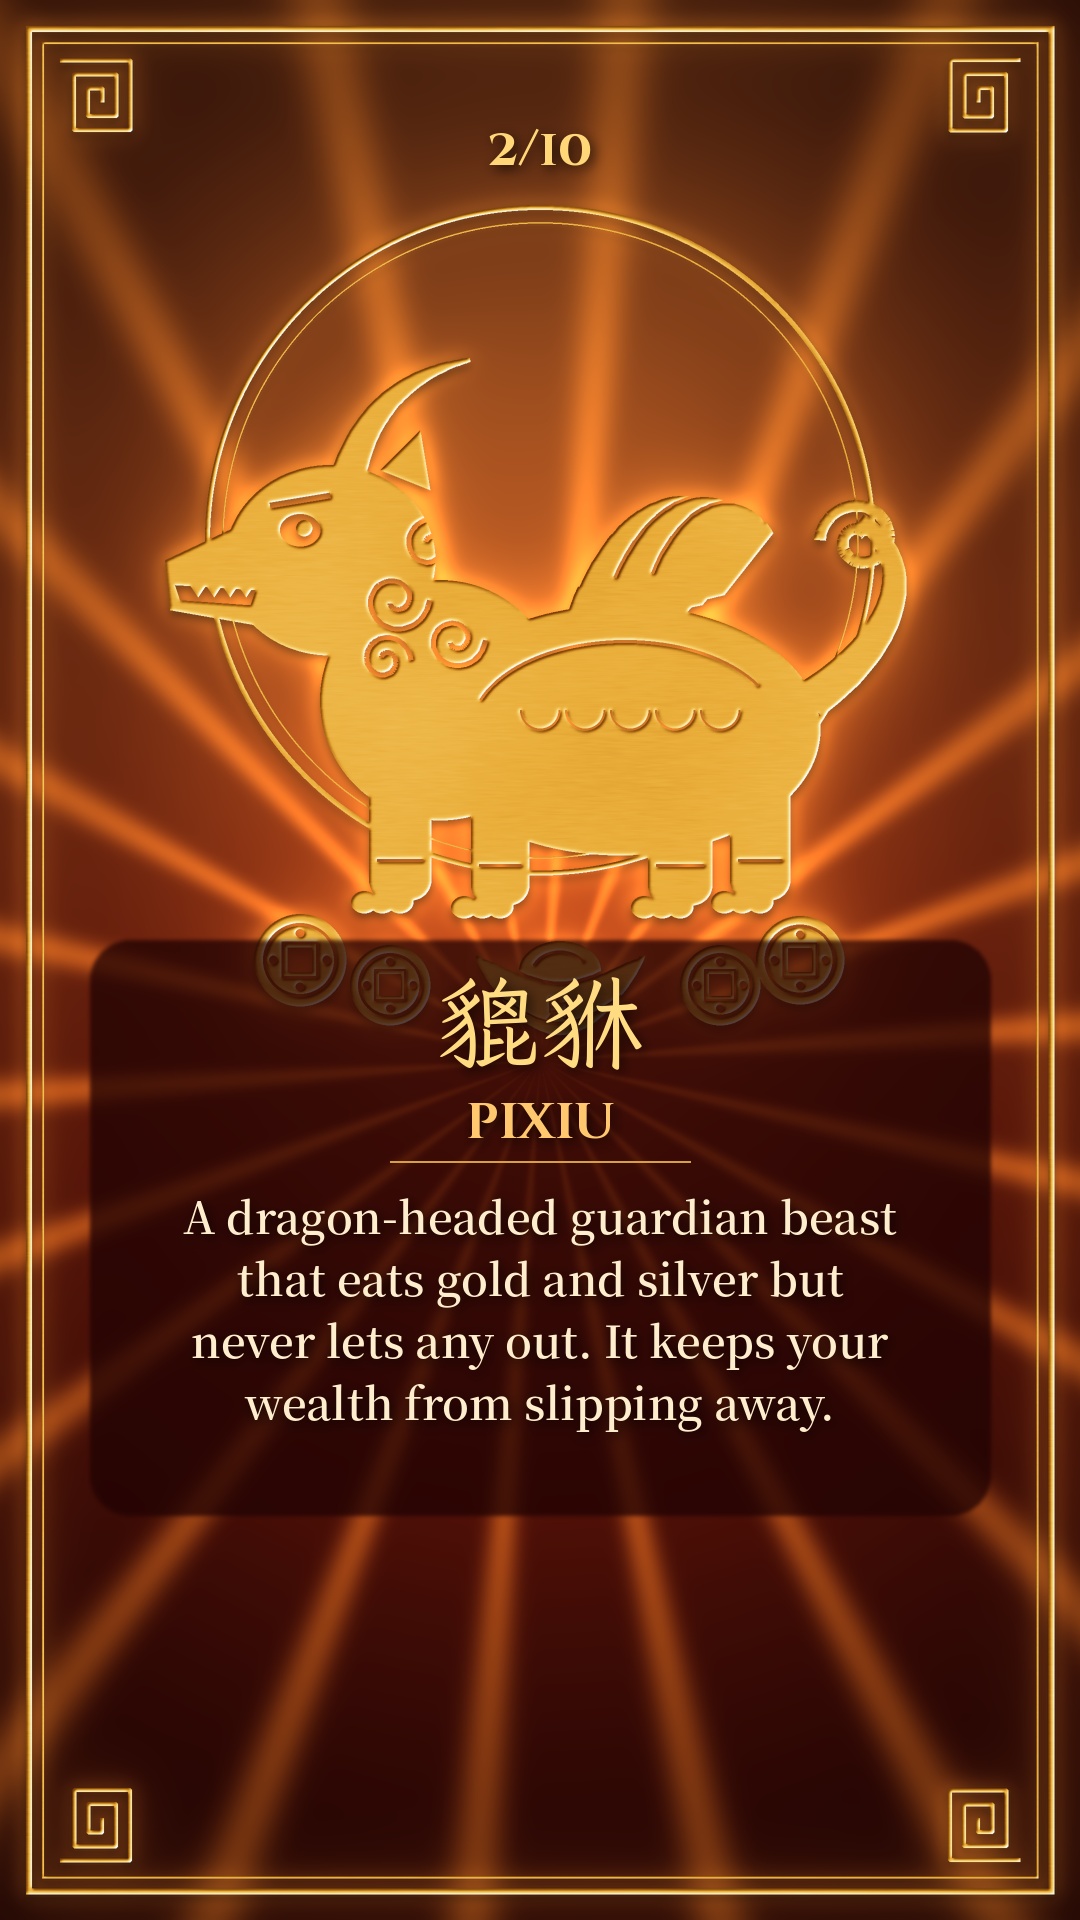 2/10
貔貅
PIXIU
A dragon-headed guardian beast
that eats gold and silver but
never lets any out. It keeps your
wealth from slipping away.